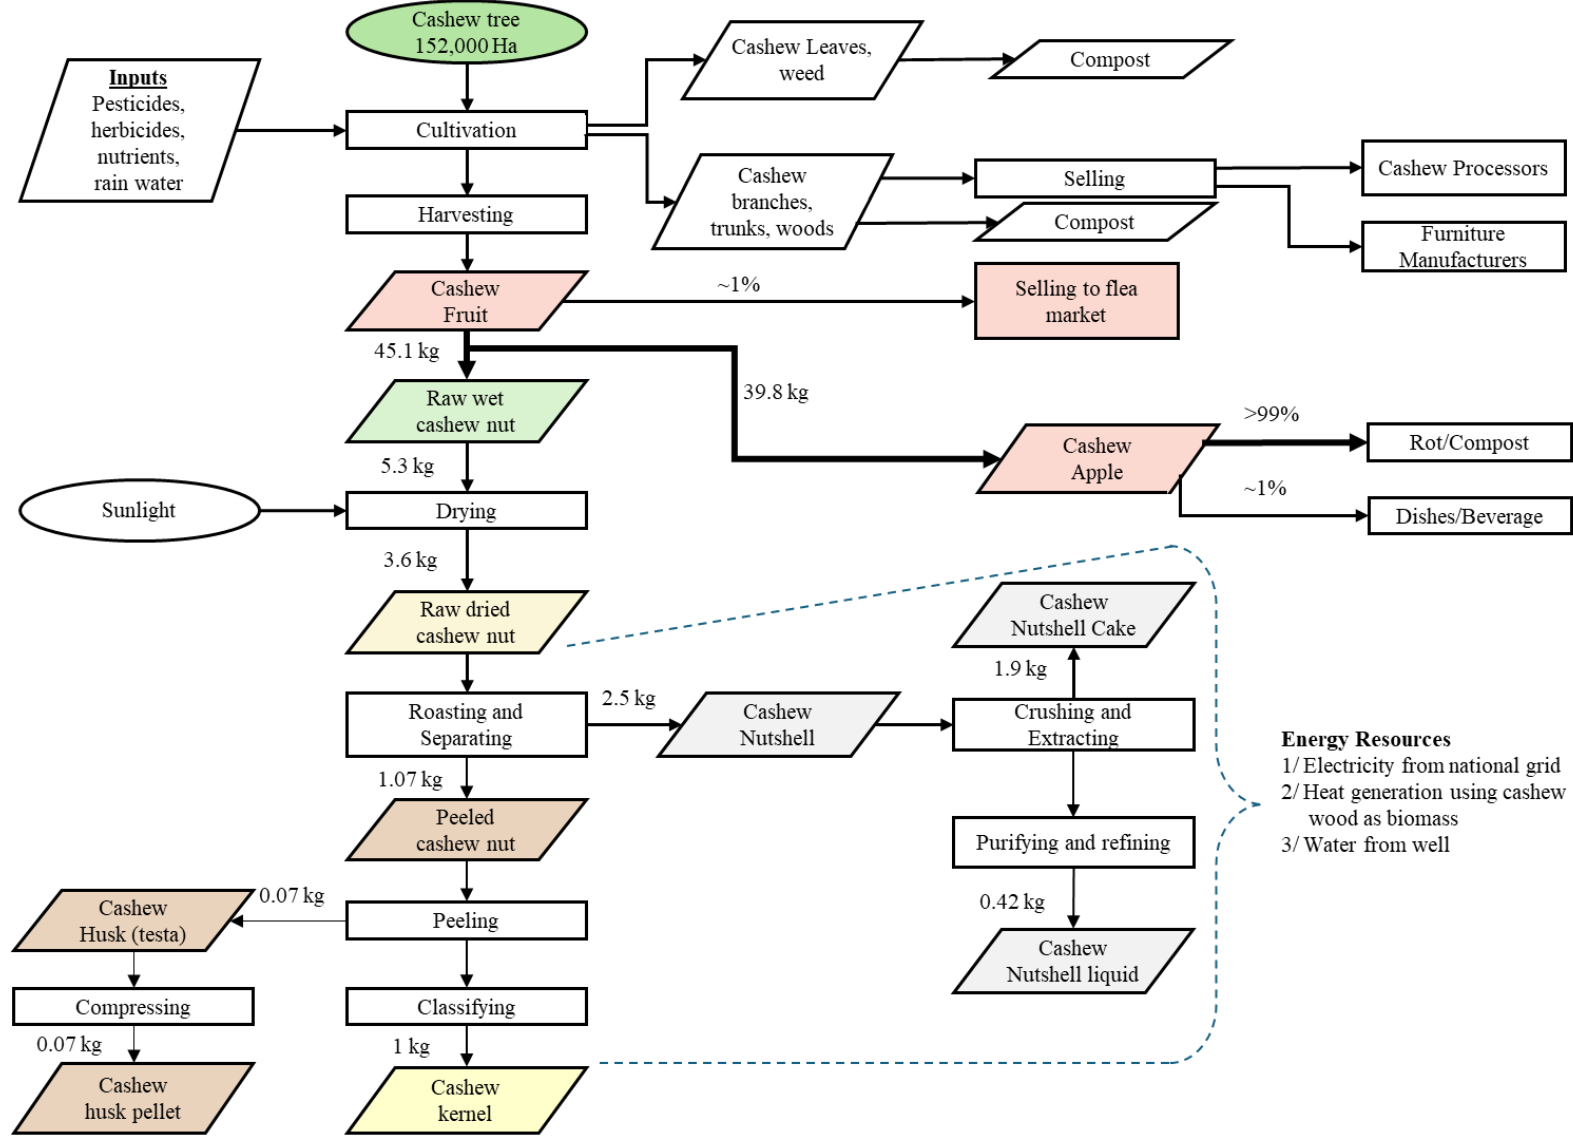 Cashew tree
152,000 Ha
Inputs
Pesticides,
herbicides,
nutrients,
rain water
Cultivation
Cashew Leaves,
weed
Compost
Harvesting
Cashew
branches,
trunks, woods
Selling
Compost
Cashew Processors
Furniture
Manufacturers
Cashew
Fruit
~1%
Selling to flea
market
45.1 kg
39.8 kg
Raw wet
cashew nut
Cashew
Apple
>99%
Rot/Compost
~1%
Dishes/Beverage
5.3 kg
Sunlight
Drying
3.6 kg
Raw dried
cashew nut
Roasting and
Separating
2.5 kg
Cashew
Nutshell
Cashew
Nutshell Cake
1.9 kg
Crushing and
Extracting
Purifying and refining
0.42 kg
Cashew
Nutshell liquid
Energy Resources
1/ Electricity from national grid
2/ Heat generation using cashew
wood as biomass
3/ Water from well
1.07 kg
Peeled
cashew nut
0.07 kg
Cashew
Husk (testa)
Peeling
Compressing
Classifying
0.07 kg
1 kg
Cashew
husk pellet
Cashew
kernel